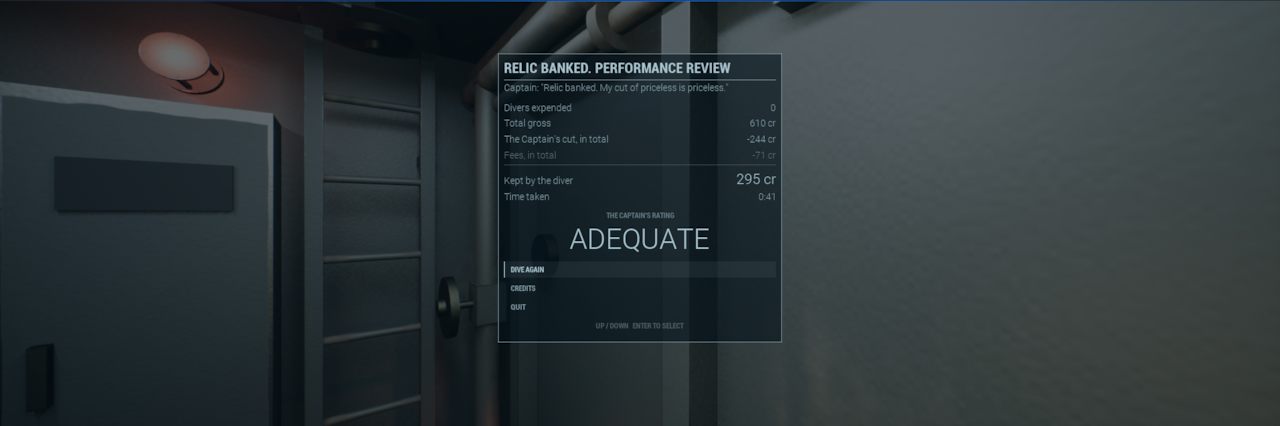 RELIC BANKED. PERFORMANCE REVIEW
Captain: "Relic banked. My cut of priceless is priceless."
Divers expended 0
Total gross 610 cr
The Captain's cut, in total -244 cr
Fees, in total -71 cr
Kept by the diver 295 cr
Time taken 0:41
THE CAPTAIN'S RATING
ADEQUATE
DIVE AGAIN
CREDITS
QUIT
UP / DOWN ENTER TO SELECT